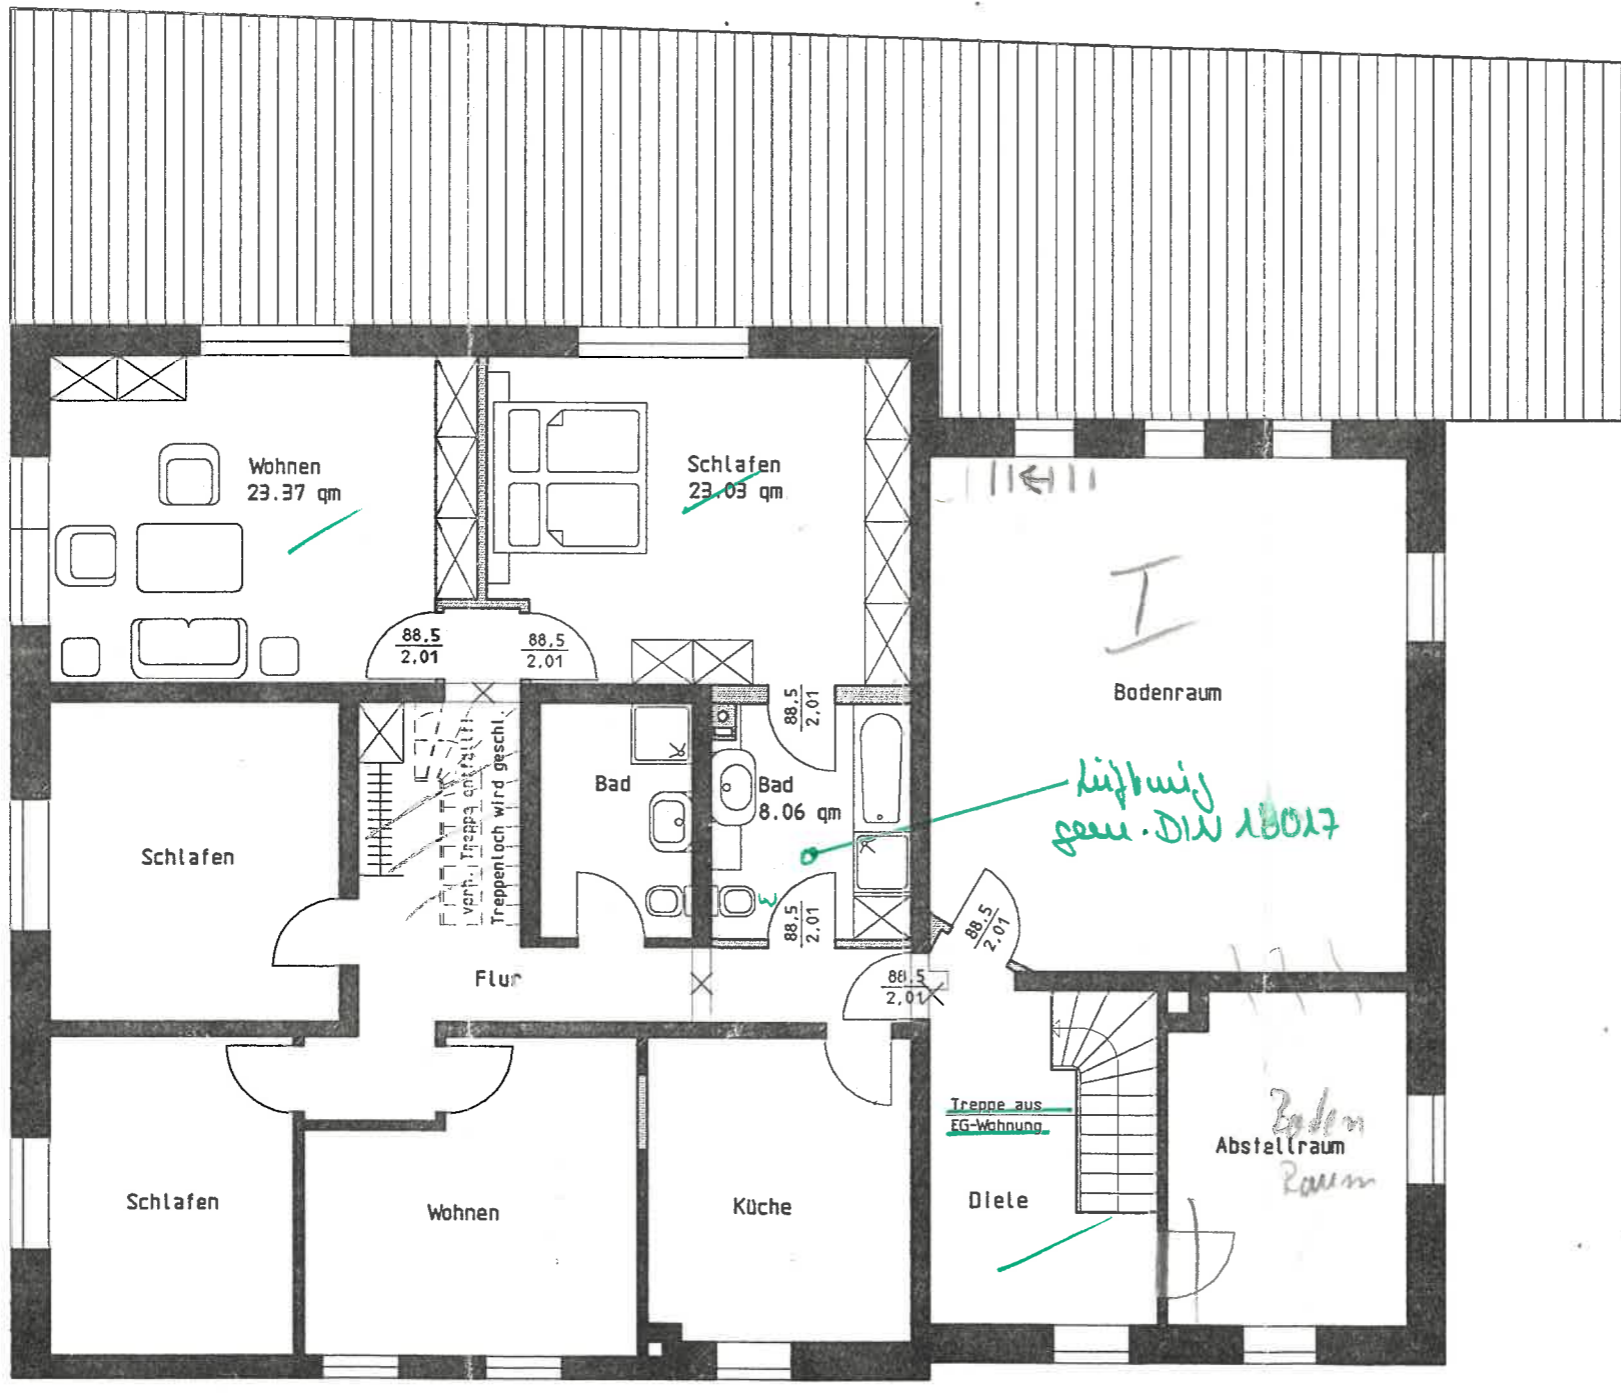 Wohnen
23.37 qm
Schlafen
23.03 qm
88,5
2,01
88,5
2,01
I
Bodenraum
88,5
2,01
vorh. Treppe entfällt!
Treppenloch wird geschl.
Bad
Bad
8.06 qm
Lüftung
gem. DIN 18017
Schlafen
W
88,5
2,01
88,5
2,01
Flur
88,5
2,01
Treppe aus
EG-Wohnung
Boden
Abstellraum
Raum
Schlafen
Wohnen
Küche
Diele